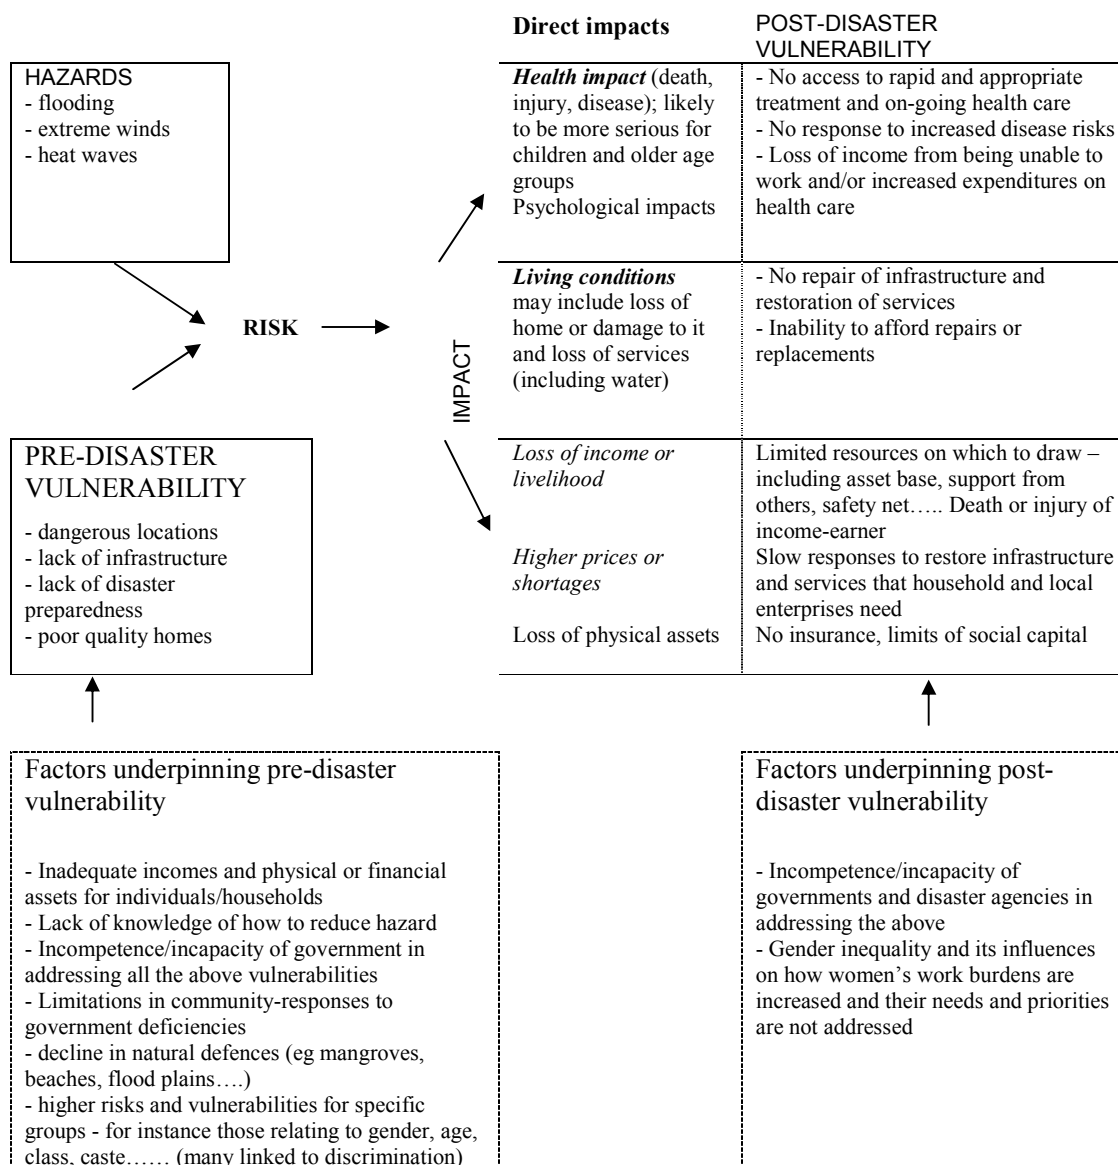 Direct impacts
POST-DISASTER
VULNERABILITY
HAZARDS
- flooding
- extreme winds
- heat waves
Health impact (death,
injury, disease); likely
to be more serious for
children and older age
groups
Psychological impacts
- No access to rapid and appropriate
treatment and on-going health care
- No response to increased disease risks
- Loss of income from being unable to
work and/or increased expenditures on
health care
RISK
IMPACT
Living conditions
may include loss of
home or damage to it
and loss of services
(including water)
- No repair of infrastructure and
restoration of services
- Inability to afford repairs or
replacements
PRE-DISASTER
VULNERABILITY
- dangerous locations
- lack of infrastructure
- lack of disaster
preparedness
- poor quality homes
Loss of income or
livelihood
Limited resources on which to draw –
including asset base, support from
others, safety net….. Death or injury of
income-earner
Higher prices or
shortages
Slow responses to restore infrastructure
and services that household and local
enterprises need
Loss of physical assets
No insurance, limits of social capital
Factors underpinning pre-disaster
vulnerability
- Inadequate incomes and physical or financial
assets for individuals/households
- Lack of knowledge of how to reduce hazard
- Incompetence/incapacity of government in
addressing all the above vulnerabilities
- Limitations in community-responses to
government deficiencies
- decline in natural defences (eg mangroves,
beaches, flood plains….)
- higher risks and vulnerabilities for specific
groups - for instance those relating to gender, age,
class, caste…… (many linked to discrimination)
Factors underpinning post-
disaster vulnerability
- Incompetence/incapacity of
governments and disaster agencies in
addressing the above
- Gender inequality and its influences
on how women’s work burdens are
increased and their needs and priorities
are not addressed